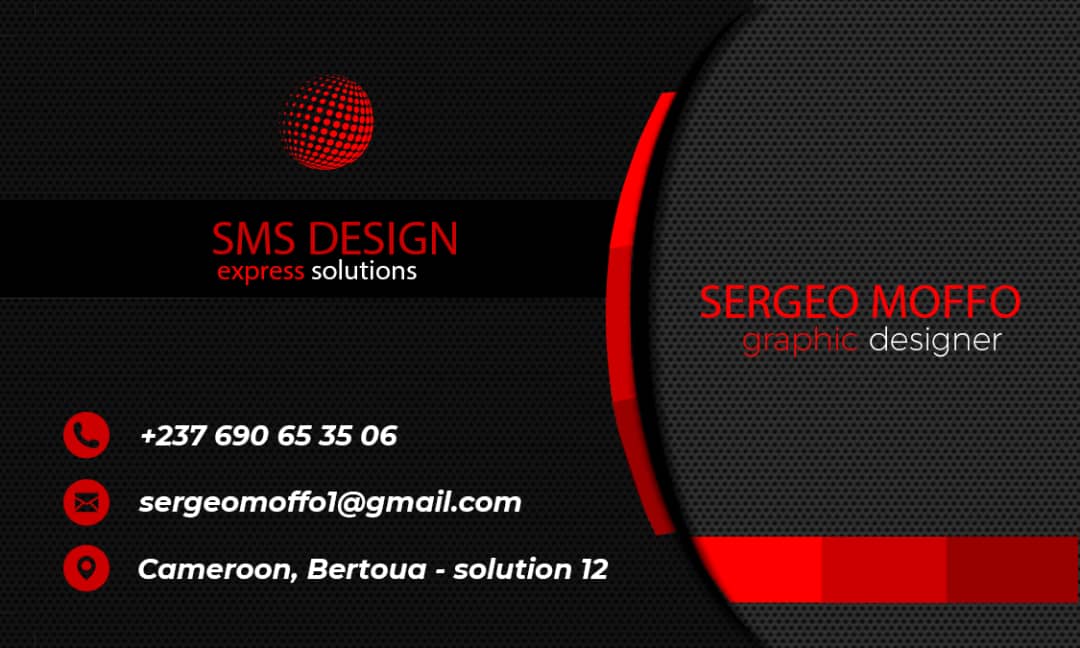 SMS DESIGN
express solutions
SERGEO MOFFO
graphic designer
+237 690 65 35 06
sergeomoffo1@gmail.com
Cameroon, Bertoua - solution 12